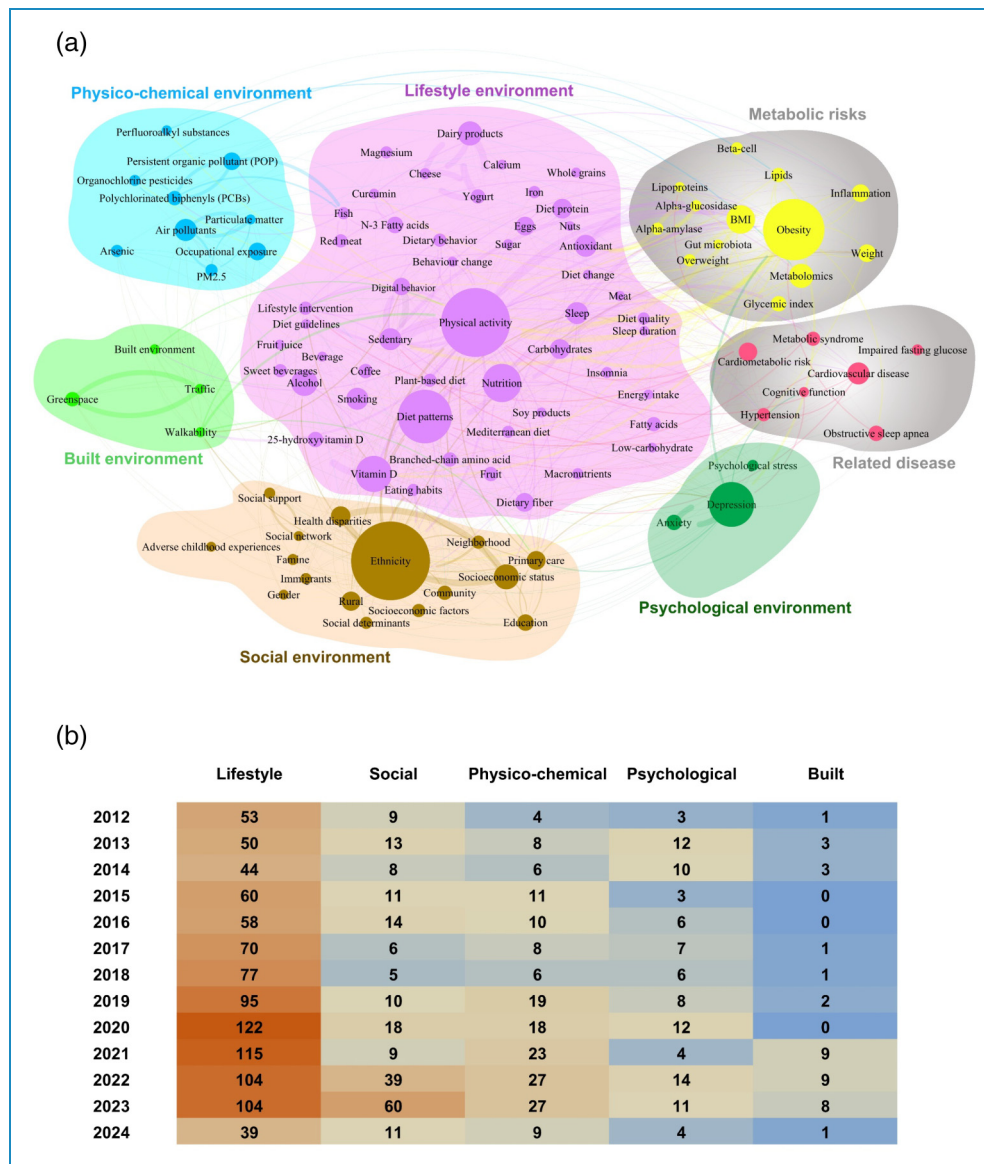 (a)
Physico-chemical environment
Lifestyle environment
Metabolic risks
Perfluoroalkyl substances
Persistent organic pollutant (POP)
Organochlorine pesticides
Polychlorinated biphenyls (PCBs)
Particulate matter
Air pollutants
Arsenic
Occupational exposure
PM2.5
Dairy products
Magnesium
Cheese
Calcium
Whole grains
Curcumin
Yogurt
Iron
Fish
Diet protein
N-3 Fatty acids
Eggs
Nuts
Red meat
Dietary behavior
Sugar
Antioxidant
Behaviour change
Diet change
Digital behavior
Meat
Lifestyle intervention
Physical activity
Sleep
Diet quality
Diet guidelines
Sleep duration
Fruit juice
Sedentary
Carbohydrates
Beverage
Sweet beverages
Coffee
Insomnia
Alcohol
Plant-based diet
Nutrition
Smoking
Energy intake
Diet patterns
Soy products
Mediterranean diet
Fatty acids
25-hydroxyvitamin D
Low-carbohydrate
Branched-chain amino acid
Vitamin D
Fruit
Macronutrients
Eating habits
Dietary fiber
Beta-cell
Lipids
Lipoproteins
Inflammation
Alpha-glucosidase
BMI
Obesity
Alpha-amylase
Gut microbiota
Overweight
Weight
Metabolomics
Glycemic index
Metabolic syndrome
Impaired fasting glucose
Cardiometabolic risk
Cardiovascular disease
Cognitive function
Hypertension
Obstructive sleep apnea
Related disease
Built environment
Traffic
Greenspace
Walkability
Built environment
Psychological stress
Depression
Anxiety
Psychological environment
Social support
Health disparities
Social network
Neighborhood
Adverse childhood experiences
Famine
Ethnicity
Primary care
Socioeconomic status
Immigrants
Gender
Community
Rural
Socioeconomic factors
Social determinants
Education
Social environment
(b)
Lifestyle Social Physico-chemical Psychological Built
2012 53 9 4 3 1
2013 50 13 8 12 3
2014 44 8 6 10 3
2015 60 11 11 3 0
2016 58 14 10 6 0
2017 70 6 8 7 1
2018 77 5 6 6 1
2019 95 10 19 8 2
2020 122 18 18 12 0
2021 115 9 23 4 9
2022 104 39 27 14 9
2023 104 60 27 11 8
2024 39 11 9 4 1